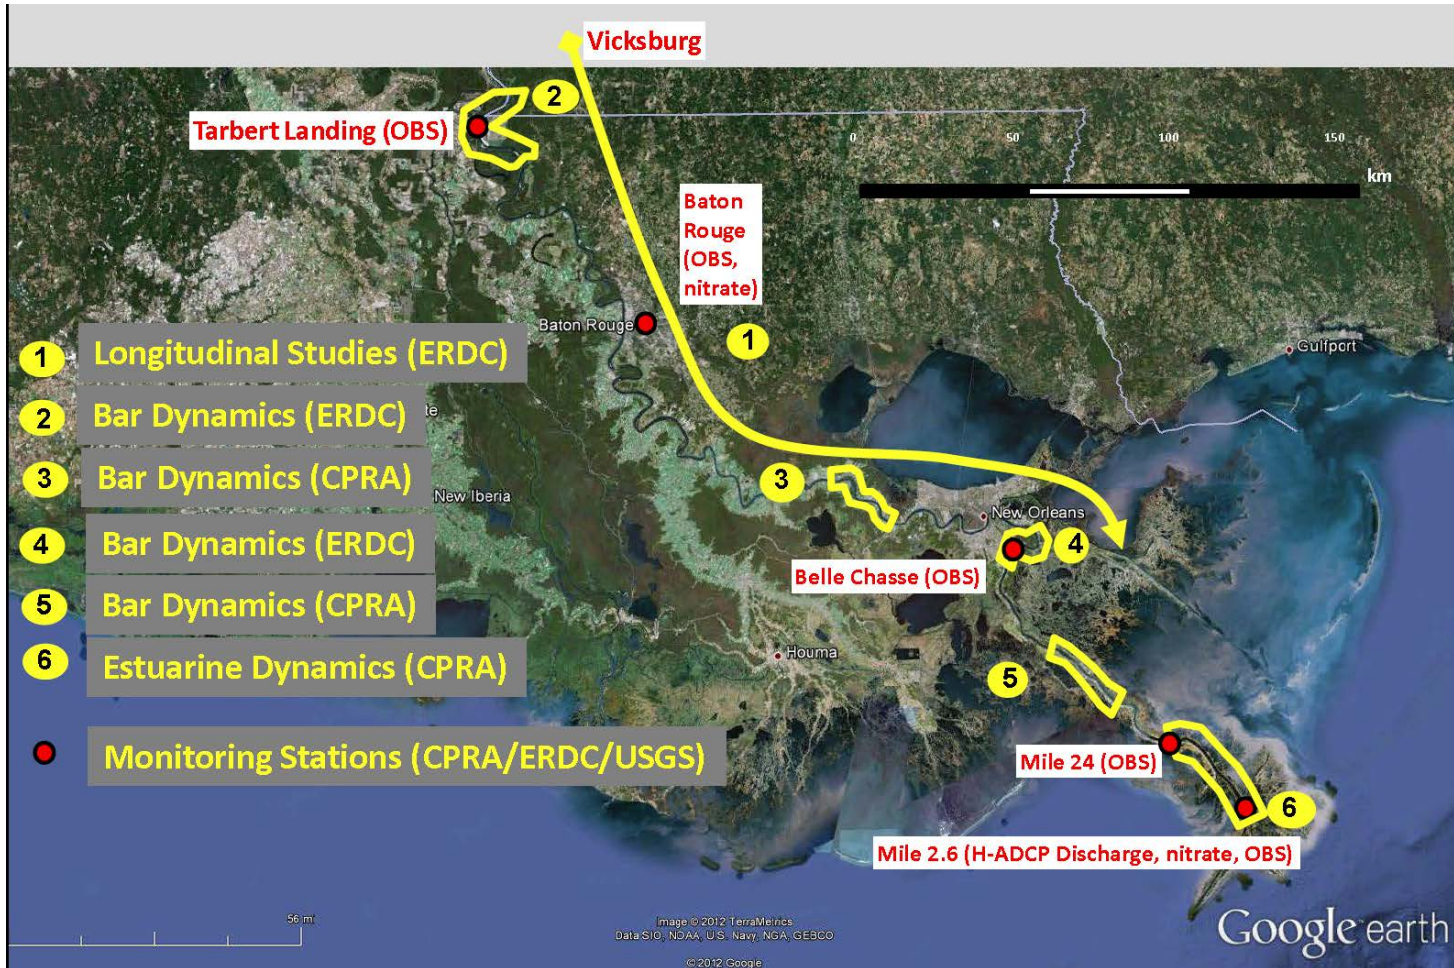 Vicksburg
2
Tarbert Landing (OBS)
0 50 100 150
km
Baton
Rouge
(OBS,
nitrate)
Baton Rouge
1
Gulfport
1 Longitudinal Studies (ERDC)
2 Bar Dynamics (ERDC)
te
3 Bar Dynamics (CPRA)
New Iberia
3
New Orleans
4 Bar Dynamics (ERDC)
4
Belle Chasse (OBS)
5 Bar Dynamics (CPRA)
6 Estuarine Dynamics (CPRA)
Houma
5
Monitoring Stations (CPRA/ERDC/USGS)
Mile 24 (OBS)
6
Mile 2.6 (H-ADCP Discharge, nitrate, OBS)
56 mi
Image © 2012 TerraMetrics
Data SIO, NOAA, U.S. Navy, NGA, GEBCO
© 2012 Google
Google earth